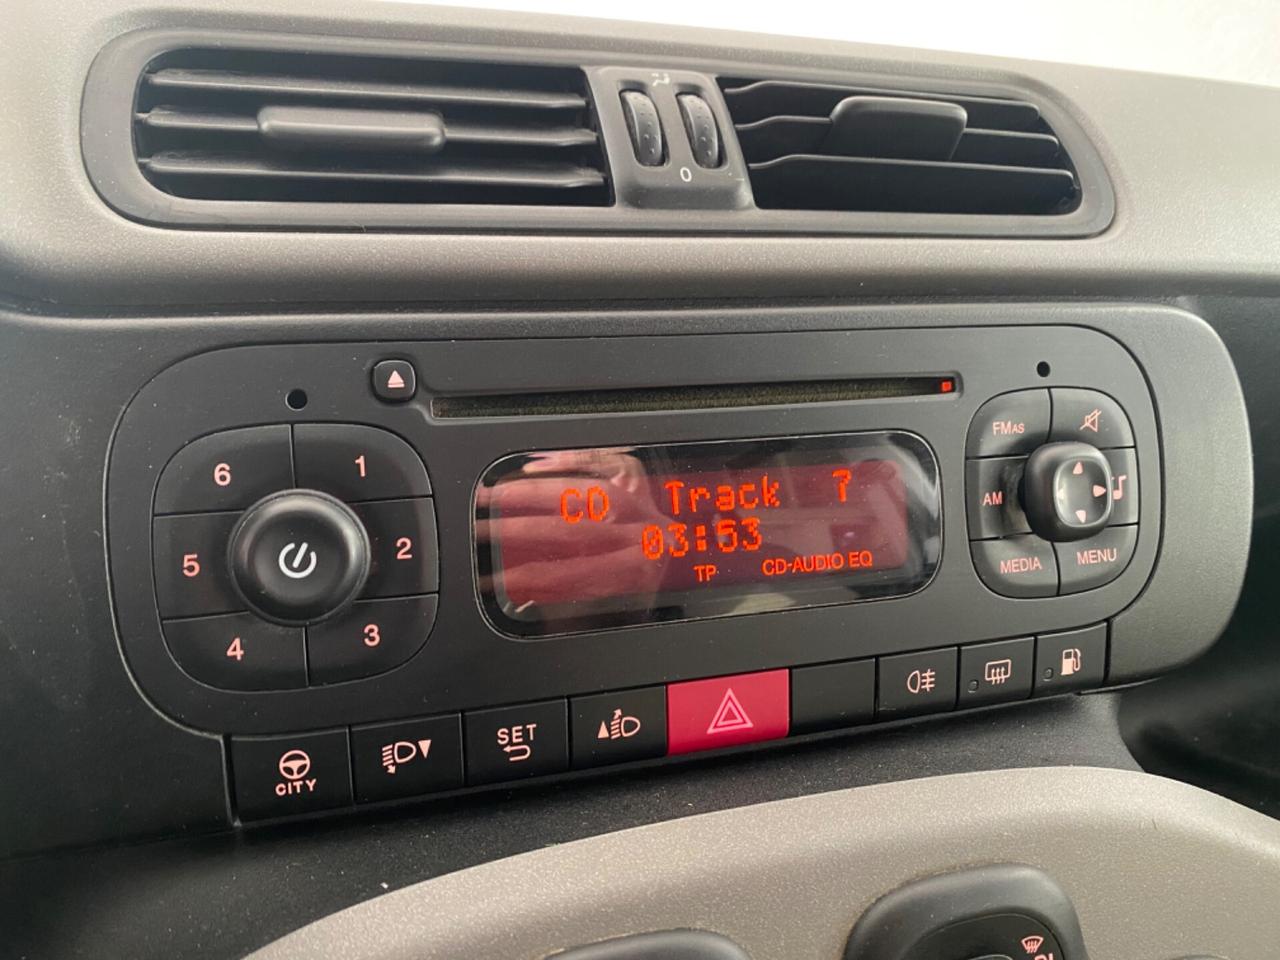 0
6
1
5
2
4
3
CD Track 7
03:53
TP CD-AUDIO EQ
FMAS
AM
MEDIA
MENU
CITY
SET